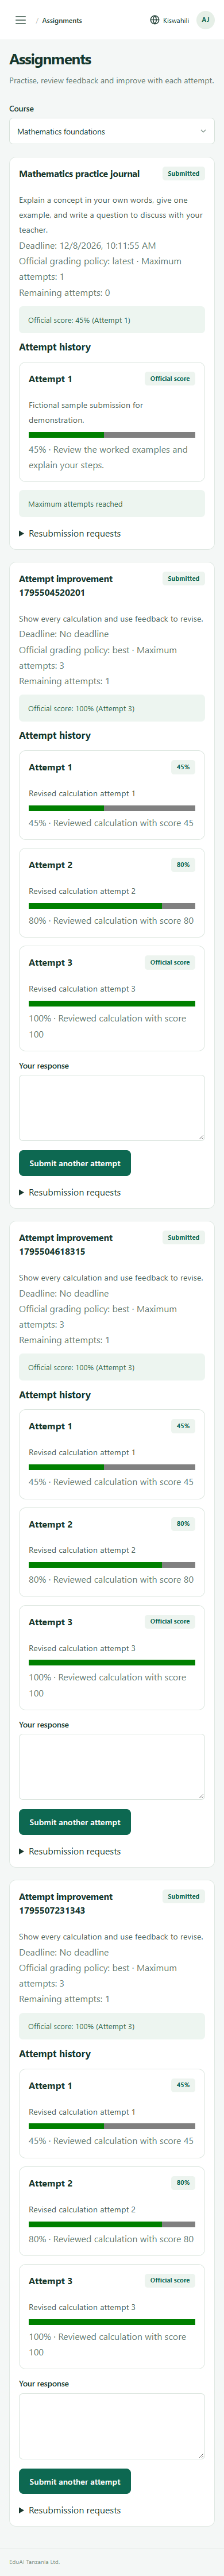 / Assignments
Kiswahili
AJ
Assignments
Practise, review feedback and improve with each attempt.
Course
Mathematics foundations
Mathematics practice journal
Submitted
Explain a concept in your own words, give one
example, and write a question to discuss with your
teacher.
Deadline: 12/8/2026, 10:11:55 AM
Official grading policy: latest · Maximum
attempts: 1
Remaining attempts: 0
Official score: 45% (Attempt 1)
Attempt history
Attempt 1
Official score
Fictional sample submission for
demonstration.
45% · Review the worked examples and
explain your steps.
Maximum attempts reached
Resubmission requests
Attempt improvement
1795504520201
Submitted
Show every calculation and use feedback to revise.
Deadline: No deadline
Official grading policy: best · Maximum
attempts: 3
Remaining attempts: 1
Official score: 100% (Attempt 3)
Attempt history
Attempt 1
45%
Revised calculation attempt 1
45% · Reviewed calculation with score 45
Attempt 2
80%
Revised calculation attempt 2
80% · Reviewed calculation with score 80
Attempt 3
Official score
Revised calculation attempt 3
100% · Reviewed calculation with score
100
Your response
Submit another attempt
Resubmission requests
Attempt improvement
1795504618315
Submitted
Show every calculation and use feedback to revise.
Deadline: No deadline
Official grading policy: best · Maximum
attempts: 3
Remaining attempts: 1
Official score: 100% (Attempt 3)
Attempt history
Attempt 1
45%
Revised calculation attempt 1
45% · Reviewed calculation with score 45
Attempt 2
80%
Revised calculation attempt 2
80% · Reviewed calculation with score 80
Attempt 3
Official score
Revised calculation attempt 3
100% · Reviewed calculation with score
100
Your response
Submit another attempt
Resubmission requests
Attempt improvement
1795507231343
Submitted
Show every calculation and use feedback to revise.
Deadline: No deadline
Official grading policy: best · Maximum
attempts: 3
Remaining attempts: 1
Official score: 100% (Attempt 3)
Attempt history
Attempt 1
45%
Revised calculation attempt 1
45% · Reviewed calculation with score 45
Attempt 2
80%
Revised calculation attempt 2
80% · Reviewed calculation with score 80
Attempt 3
Official score
Revised calculation attempt 3
100% · Reviewed calculation with score
100
Your response
Submit another attempt
Resubmission requests
EduAI Tanzania Ltd.